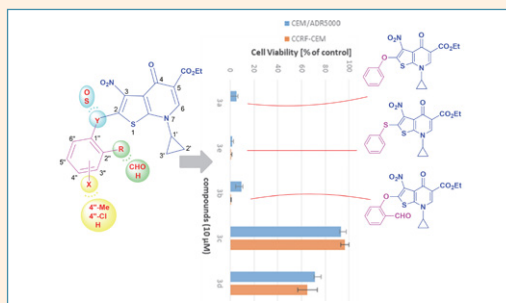 CEM/ADR5000
CCRF-CEM
Cell Viability [% of control]
0 20 40 60 80 100
compounds (10 µM)
3a
3e
3b
3c
3d
O
S
Y
O₂N
O
CO₂Et
1
2
3
4
5
6
7
S
N
1'
2'
3'
1"
2"
3"
4"
5"
6"
R
CHO
H
X
4"-Me
4"-Cl
H
O₂N
O
CO₂Et
O
S
N
O₂N
O
CO₂Et
S
S
N
O₂N
O
CO₂Et
O
S
N
CHO